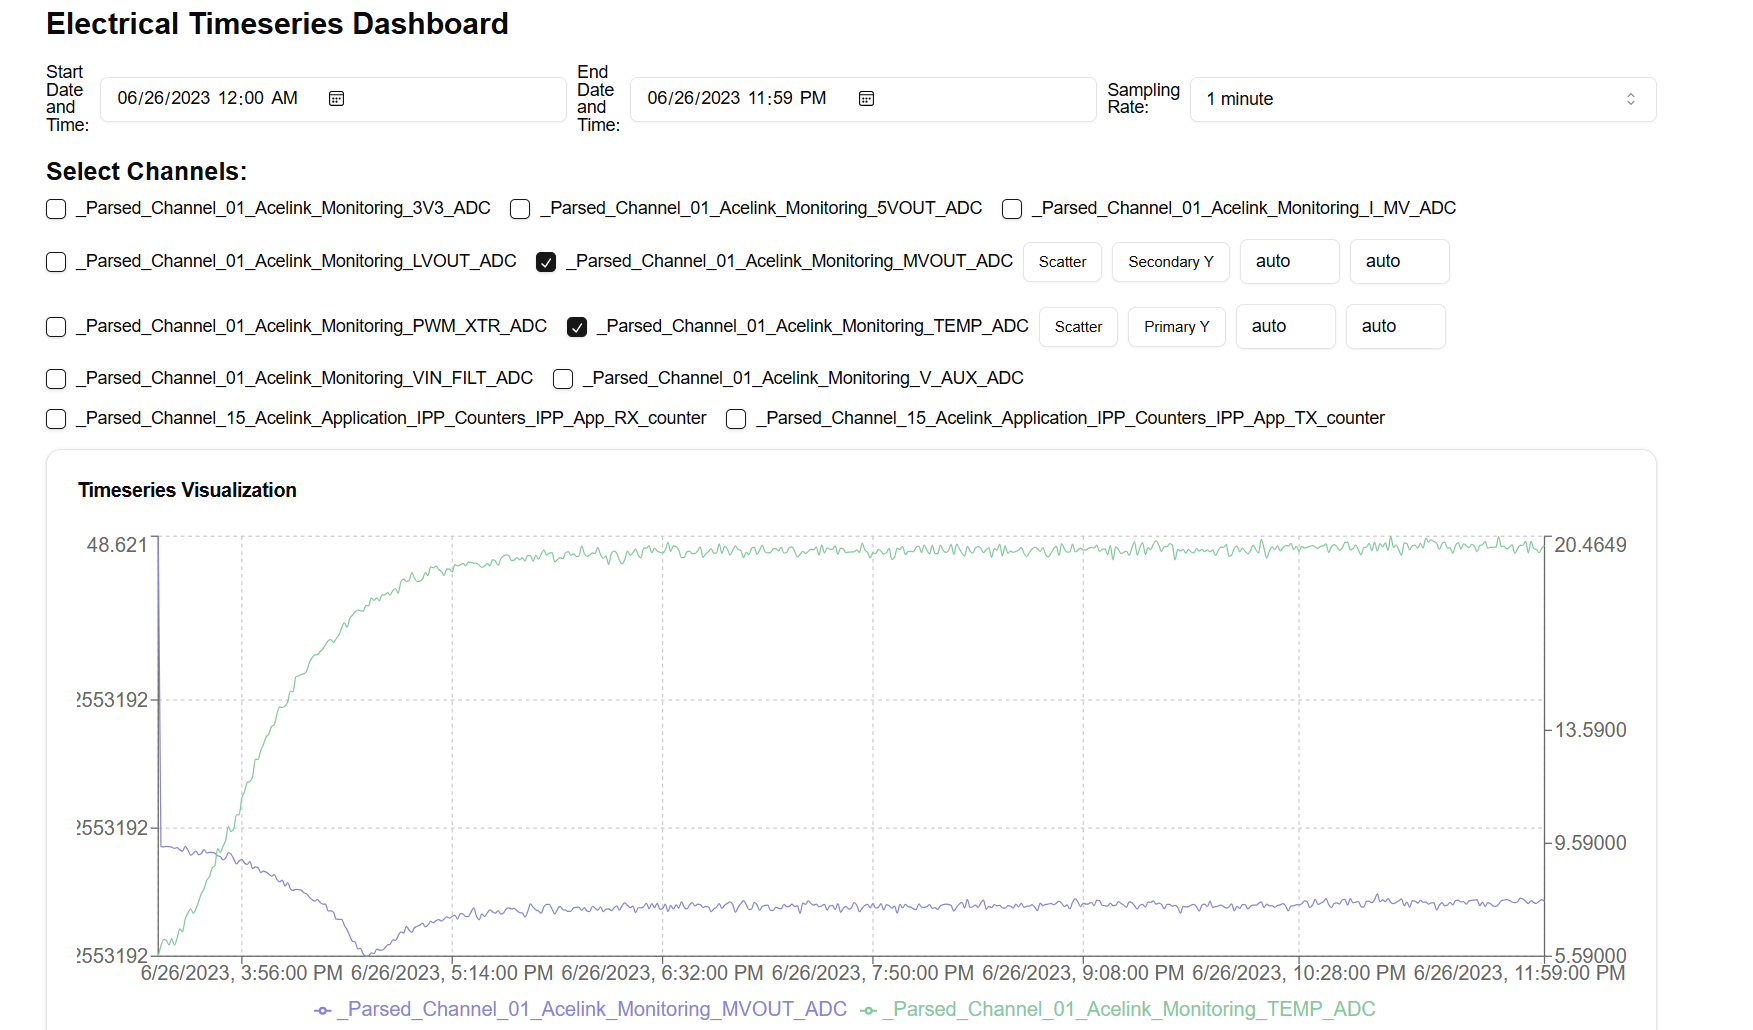 Electrical Timeseries Dashboard
Start Date and Time:
06/26/2023 12:00 AM
End Date and Time:
06/26/2023 11:59 PM
Sampling Rate:
1 minute
Select Channels:
_Parsed_Channel_01_Acelink_Monitoring_3V3_ADC _Parsed_Channel_01_Acelink_Monitoring_5VOUT_ADC _Parsed_Channel_01_Acelink_Monitoring_I_MV_ADC
_Parsed_Channel_01_Acelink_Monitoring_LVOUT_ADC _Parsed_Channel_01_Acelink_Monitoring_MVOUT_ADC Scatter Secondary Y auto auto
_Parsed_Channel_01_Acelink_Monitoring_PWM_XTR_ADC _Parsed_Channel_01_Acelink_Monitoring_TEMP_ADC Scatter Primary Y auto auto
_Parsed_Channel_01_Acelink_Monitoring_VIN_FILT_ADC _Parsed_Channel_01_Acelink_Monitoring_V_AUX_ADC
_Parsed_Channel_15_Acelink_Application_IPP_Counters_IPP_App_RX_counter _Parsed_Channel_15_Acelink_Application_IPP_Counters_IPP_App_TX_counter
Timeseries Visualization
48.621 20.4649
2553192 13.5900
2553192 9.59000
2553192 5.59000
6/26/2023, 3:56:00 PM 6/26/2023, 5:14:00 PM 6/26/2023, 6:32:00 PM 6/26/2023, 7:50:00 PM 6/26/2023, 9:08:00 PM 6/26/2023, 10:28:00 PM 6/26/2023, 11:59:00 PM
_Parsed_Channel_01_Acelink_Monitoring_MVOUT_ADC _Parsed_Channel_01_Acelink_Monitoring_TEMP_ADC